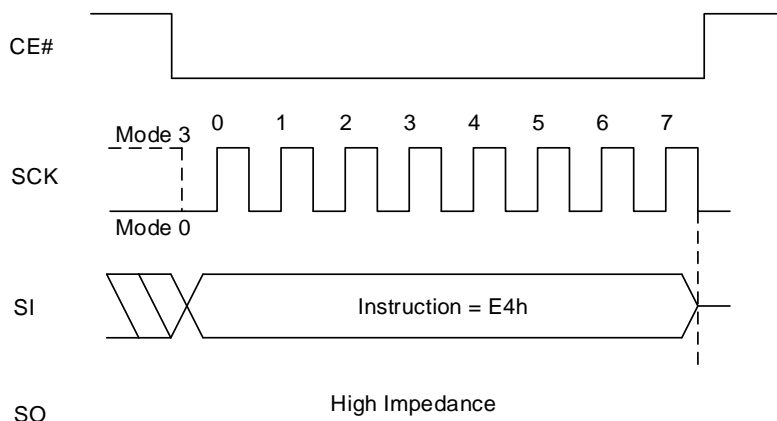 CE#
Mode 3 0 1 2 3 4 5 6 7
SCK
Mode 0
SI Instruction = E4h
SO High Impedance